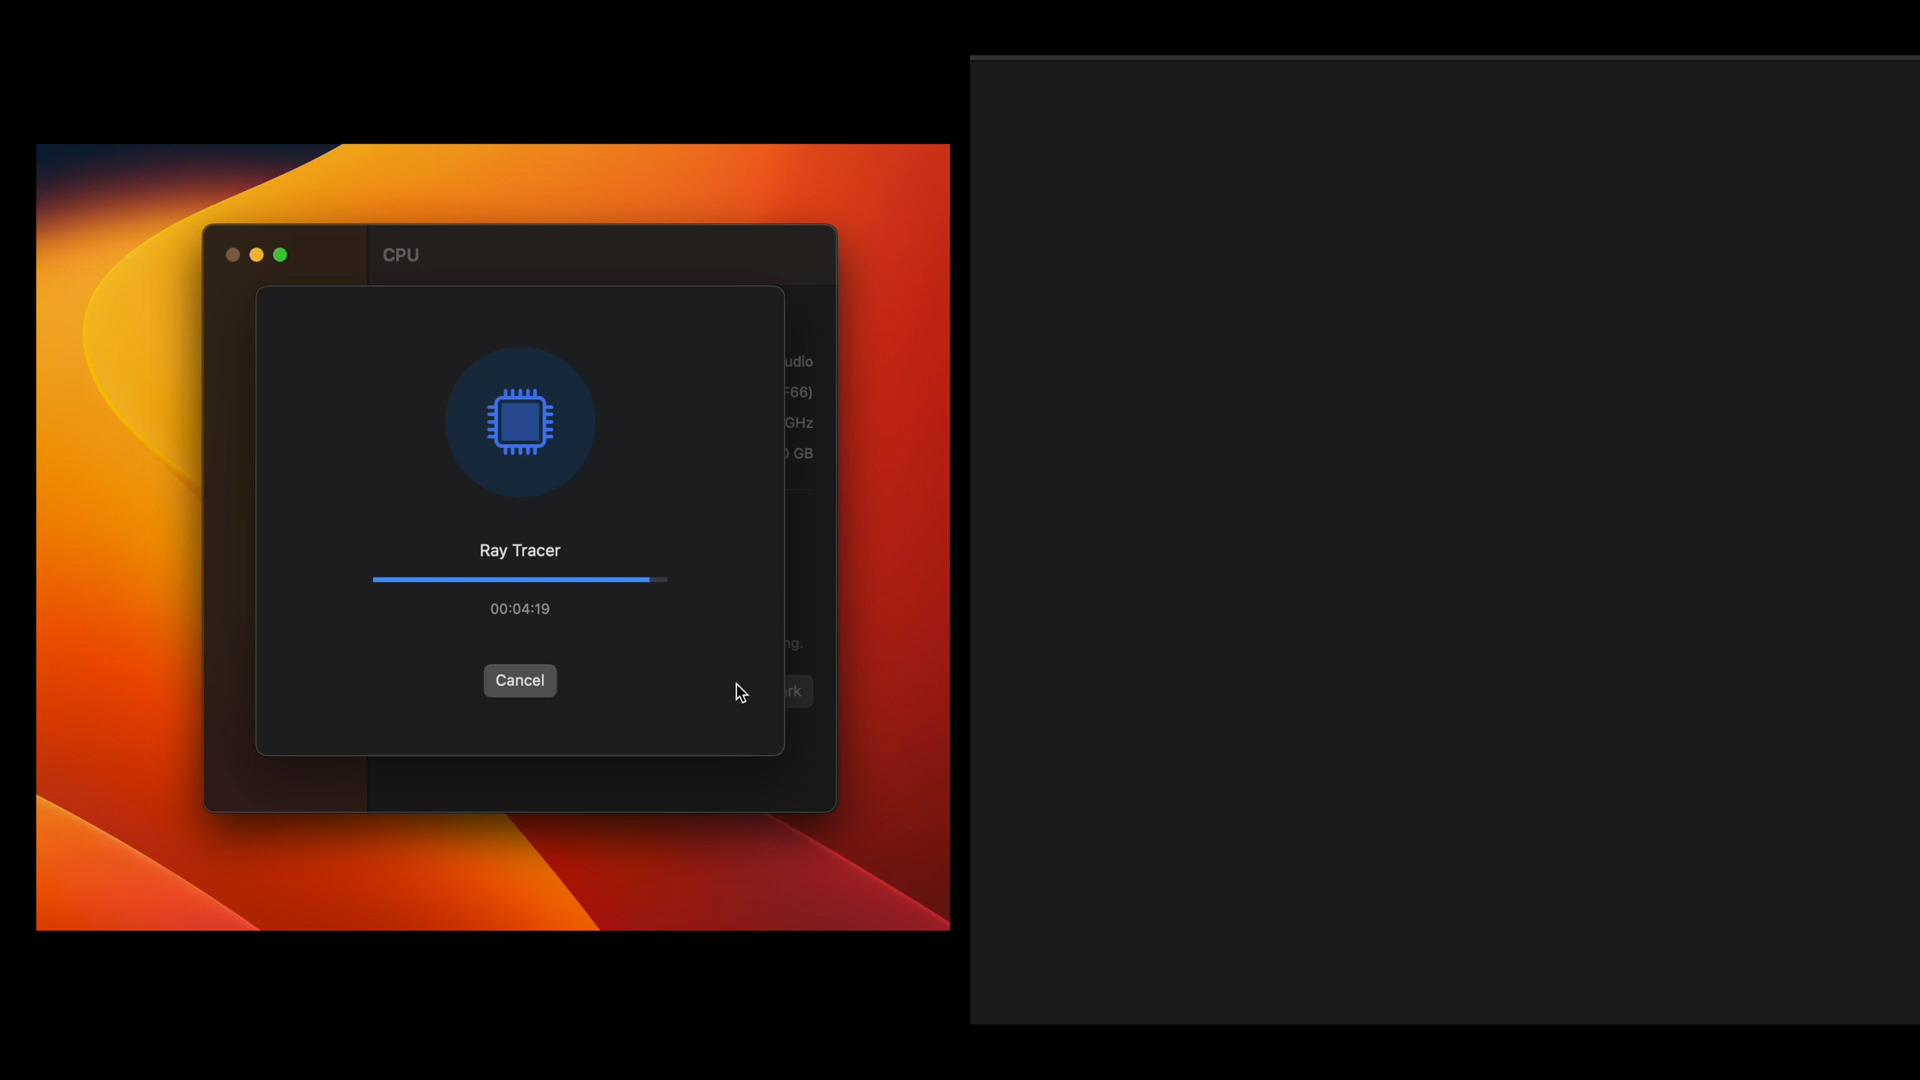 CPU
udio
F66)
GHz
GB
Ray Tracer
00:04:19
ng.
Cancel
rk